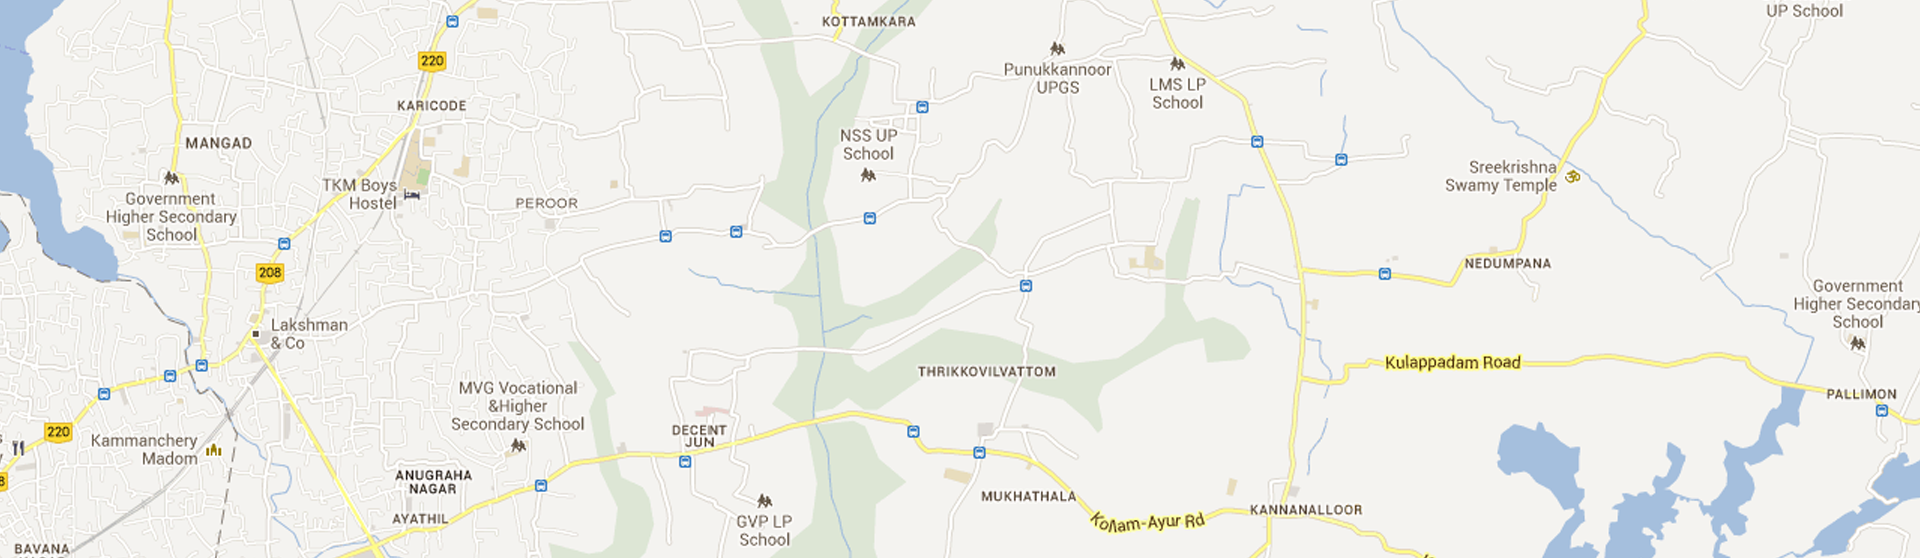 KOTTAMKARA
UP School
220
Punukkannoor
UPGS
LMS LP
School
KARICODE
MANGAD
NSS UP
School
Sreekrishna
Swamy Temple
TKM Boys
Hostel
Government
Higher Secondary
School
PEROOR
NEDUMPANA
208
Government
Higher Secondary
School
Lakshman
& Co
Kulappadam Road
THRIKKOVILVATTOM
MVG Vocational
&Higher
Secondary School
PALLIMON
220
Kammanchery
Madom
DECENT
JUN
ANUGRAHA
NAGAR
MUKHATHALA
KANNANALLOOR
AYATHIL
GVP LP
School
Kollam-Ayur Rd
BAVANA